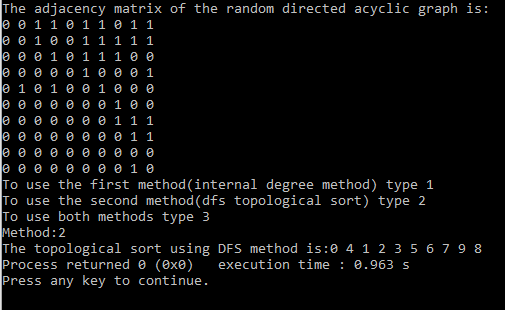 The adjacency matrix of the random directed acyclic graph is:
0 0 1 1 0 1 1 0 1 1
0 0 1 0 0 1 1 1 1 1
0 0 0 1 0 1 1 1 0 0
0 0 0 0 0 1 0 0 0 1
0 1 0 1 0 0 1 0 0 0
0 0 0 0 0 0 0 1 0 0
0 0 0 0 0 0 0 1 1 1
0 0 0 0 0 0 0 0 1 1
0 0 0 0 0 0 0 0 0 0
0 0 0 0 0 0 0 0 1 0
To use the first method(internal degree method) type 1
To use the second method(dfs topological sort) type 2
To use both methods type 3
Method:2
The topological sort using DFS method is:0 4 1 2 3 5 6 7 9 8
Process returned 0 (0x0)   execution time : 0.963 s
Press any key to continue.